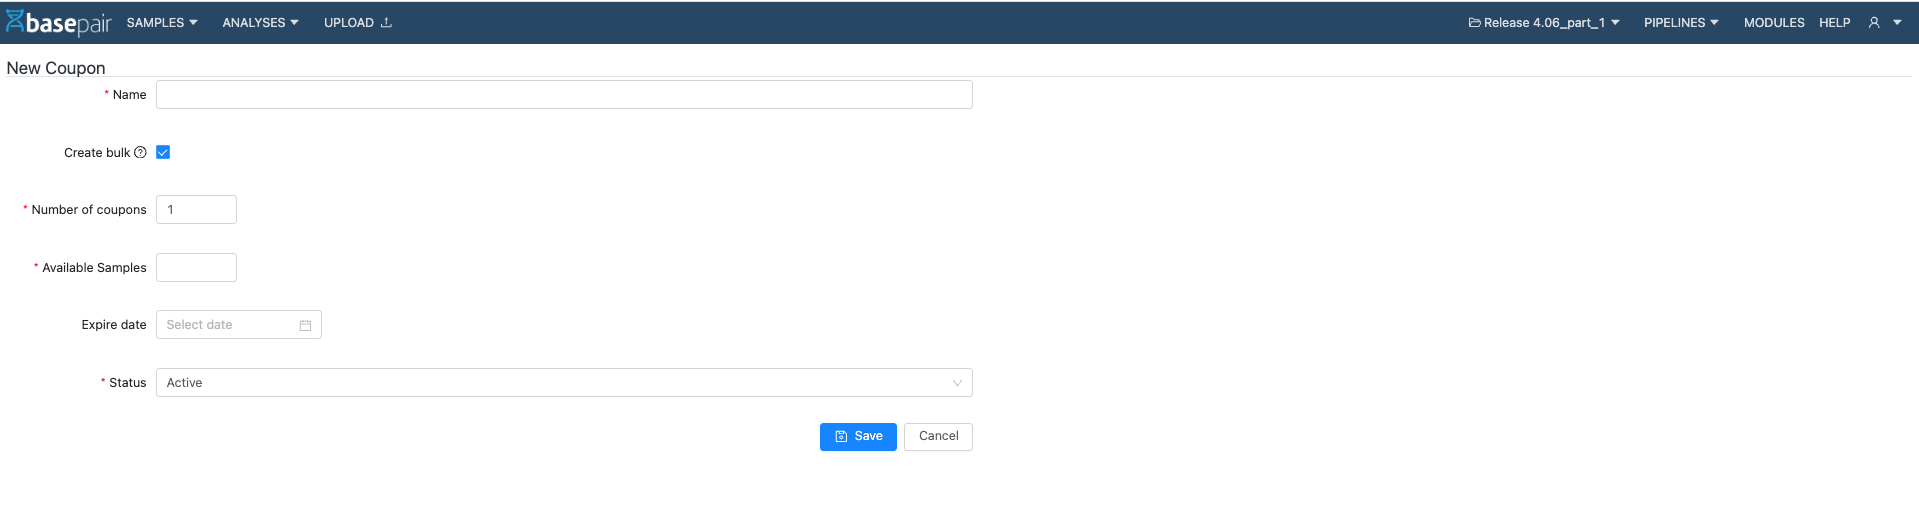 basepair SAMPLES ANALYSES UPLOAD Release 4.06_part_1 PIPELINES MODULES HELP
New Coupon
* Name
Create bulk
* Number of coupons 1
* Available Samples
Expire date Select date
* Status Active
Save Cancel